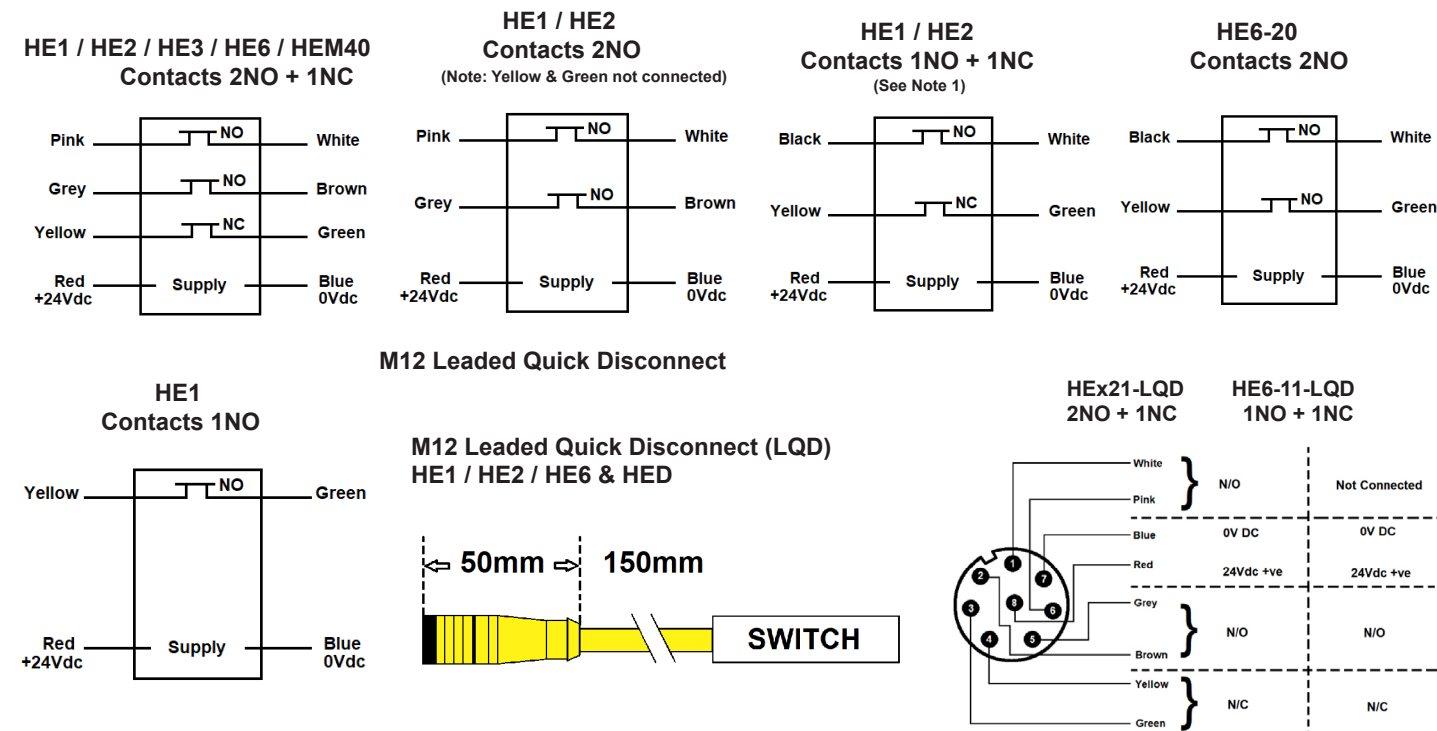 HE1 / HE2 / HE3 / HE6 / HEM40
Contacts 2NO + 1NC
Pink NO White
Grey NO Brown
Yellow NC Green
Red Supply Blue
+24Vdc 0Vdc
HE1 / HE2
Contacts 2NO
(Note: Yellow & Green not connected)
Pink NO White
Grey NO Brown
Red Supply Blue
+24Vdc 0Vdc
HE1 / HE2
Contacts 1NO + 1NC
(See Note 1)
Black NO White
Yellow NC Green
Red Supply Blue
+24Vdc 0Vdc
HE6-20
Contacts 2NO
Black NO White
Yellow NO Green
Red Supply Blue
+24Vdc 0Vdc
M12 Leaded Quick Disconnect
HE1
Contacts 1NO
Yellow NO Green
Red Supply Blue
+24Vdc 0Vdc
M12 Leaded Quick Disconnect (LQD)
HE1 / HE2 / HE6 & HED
50mm 150mm
SWITCH
HEx21-LQD HE6-11-LQD
2NO + 1NC 1NO + 1NC
White
N/O Not Connected
Pink
Blue 0V DC 0V DC
Red 24Vdc +ve 24Vdc +ve
Grey
N/O N/O
Brown
Yellow
N/C N/C
Green
1
2 7
3 8 6
4 5